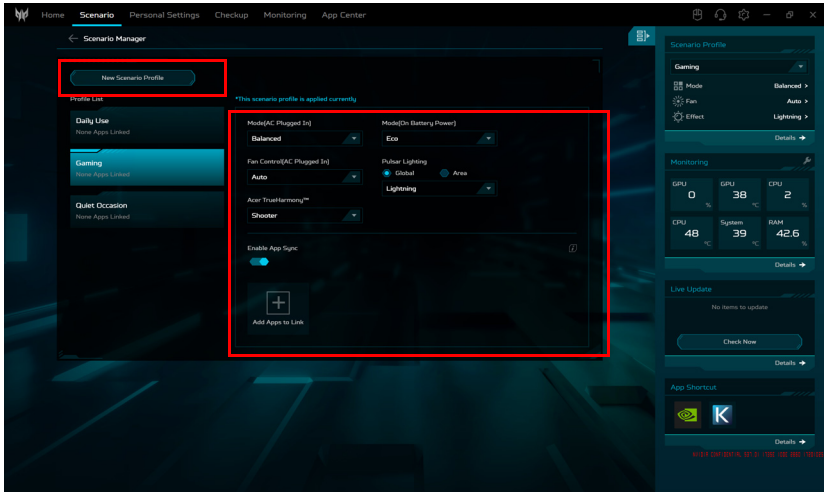 Home Scenario Personal Settings Checkup Monitoring App Center
Scenario Manager
New Scenario Profile
Profile List
Daily Use
None Apps Linked
Gaming
None Apps Linked
Quiet Occasion
None Apps Linked
*This scenario profile is applied currently
Mode(AC Plugged In)
Balanced
Mode(On Battery Power)
Eco
Fan Control(AC Plugged In)
Auto
Pulsar Lighting
Global Area
Lightning
Acer TrueHarmony™
Shooter
Enable App Sync
Add Apps to Link
Scenario Profile
Gaming
Mode Balanced >
Fan Auto >
Effect Lightning >
Details →
Monitoring
GPU
0
%
GPU
38
°C
CPU
2
%
CPU
48
°C
System
39
°C
RAM
42.6
%
Details →
Live Update
No items to update
Check Now
Details →
App Shortcut
K
Details →